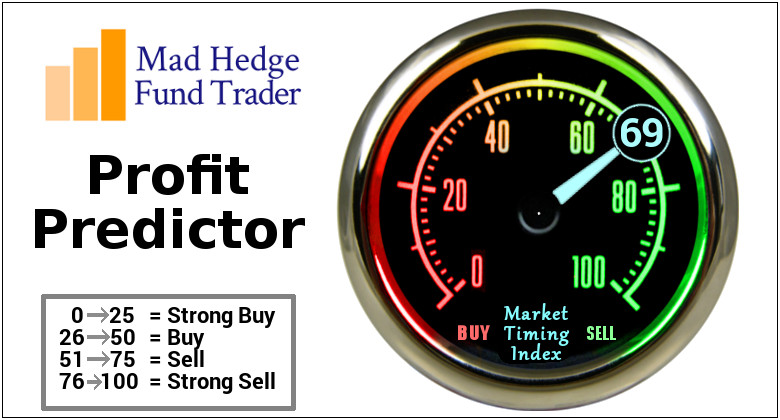 Mad Hedge
Fund Trader
Profit
Predictor
0→25 = Strong Buy
26→50 = Buy
51→75 = Sell
76→100 = Strong Sell
40
60
69
20
80
0
100
BUY
Market
Timing
Index
SELL